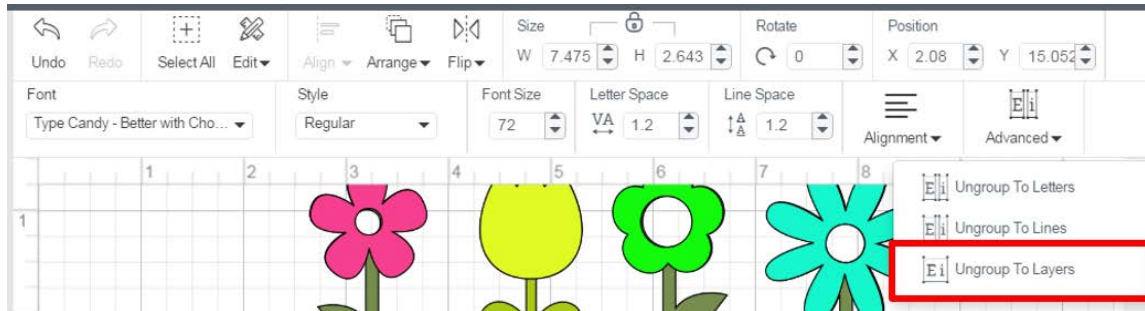 Size Rotate Position
Undo Redo Select All Edit Align Arrange Flip W 7.475 H 2.643 0 X 2.08 Y 15.052
Font Style Font Size Letter Space Line Space
Type Candy - Better with Cho... Regular 72 VA 1.2 A A 1.2 Alignment E i Advanced
1 2 3 4 5 6 7 8
E i Ungroup To Letters
1
E i Ungroup To Lines
E i Ungroup To Layers